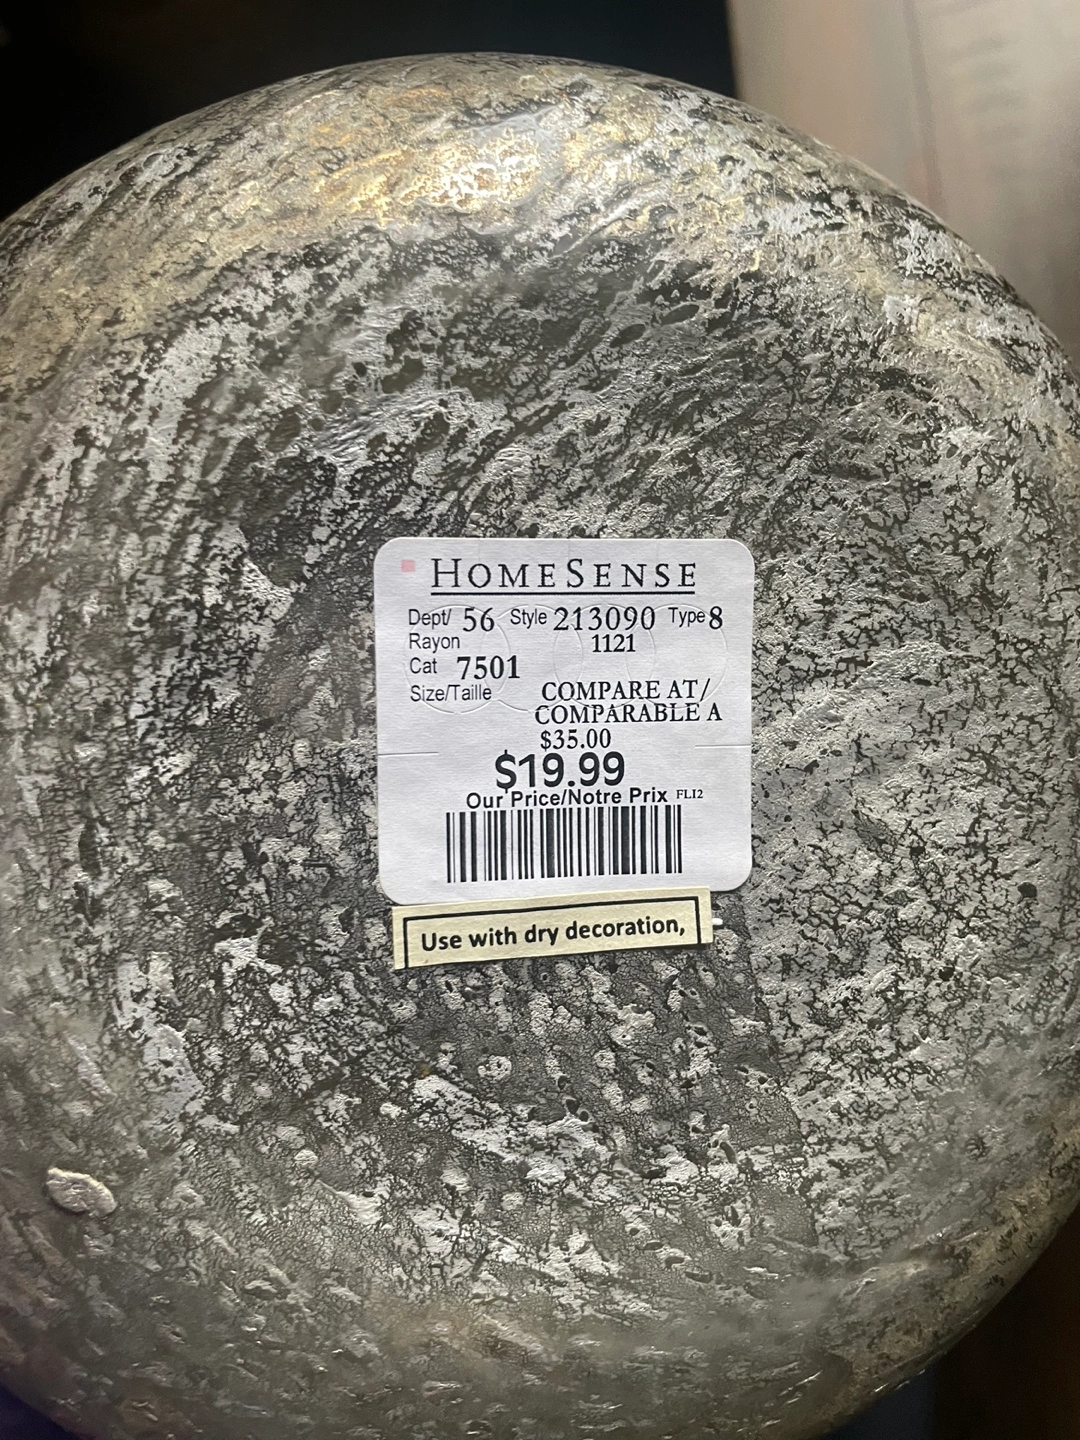 HOMESENSE
Dept/ 56 Style 213090 Type 8
Rayon 1121
Cat 7501
Size/Taille COMPARE AT/
COMPARABLE A
$35.00
$19.99
Our Price/Notre Prix FLI2
Use with dry decoration,